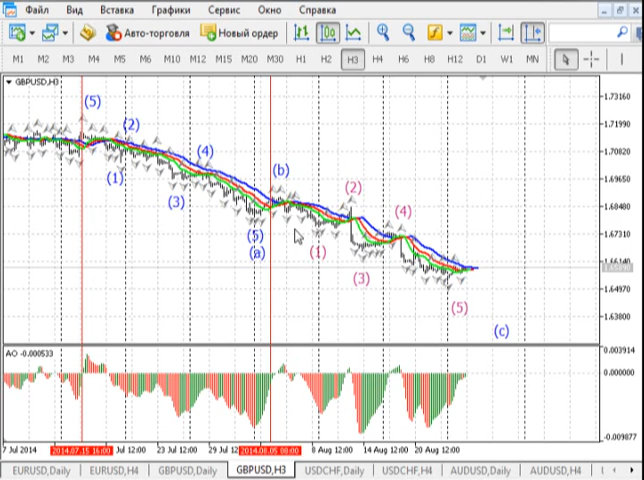 Файл Вид Вставка Графики Сервис Окно Справка
Авто-торговля Новый ордер
M1 M2 M3 M4 M5 M6 M10 M12 M15 M20 M30 H1 H2 H3 H4 H6 H8 H12 D1 W1 MN
GBPUSD,H3
1.73160
1.71990
1.70820
1.69650
1.68480
1.67310
1.66140
1.64970
1.63800
(5)
(2)
(1)
(4)
(3)
(5)
(a)
(b)
(1)
(2)
(3)
(4)
(5)
(c)
AO -0.000533
0.003914
0.000000
-0.009877
7 Jul 2014 2014.07.15 16:00 Jul 12:00 23 Jul 12:00 29 Jul 12: 2014.08.05 08:00 8 Aug 12:00 14 Aug 12:00 20 Aug 12:00
EURUSD,Daily EURUSD,H4 GBPUSD,Daily GBPUSD,H3 USDCHF,Daily USDCHF,H4 AUDUSD,Daily AUDUSD,H4